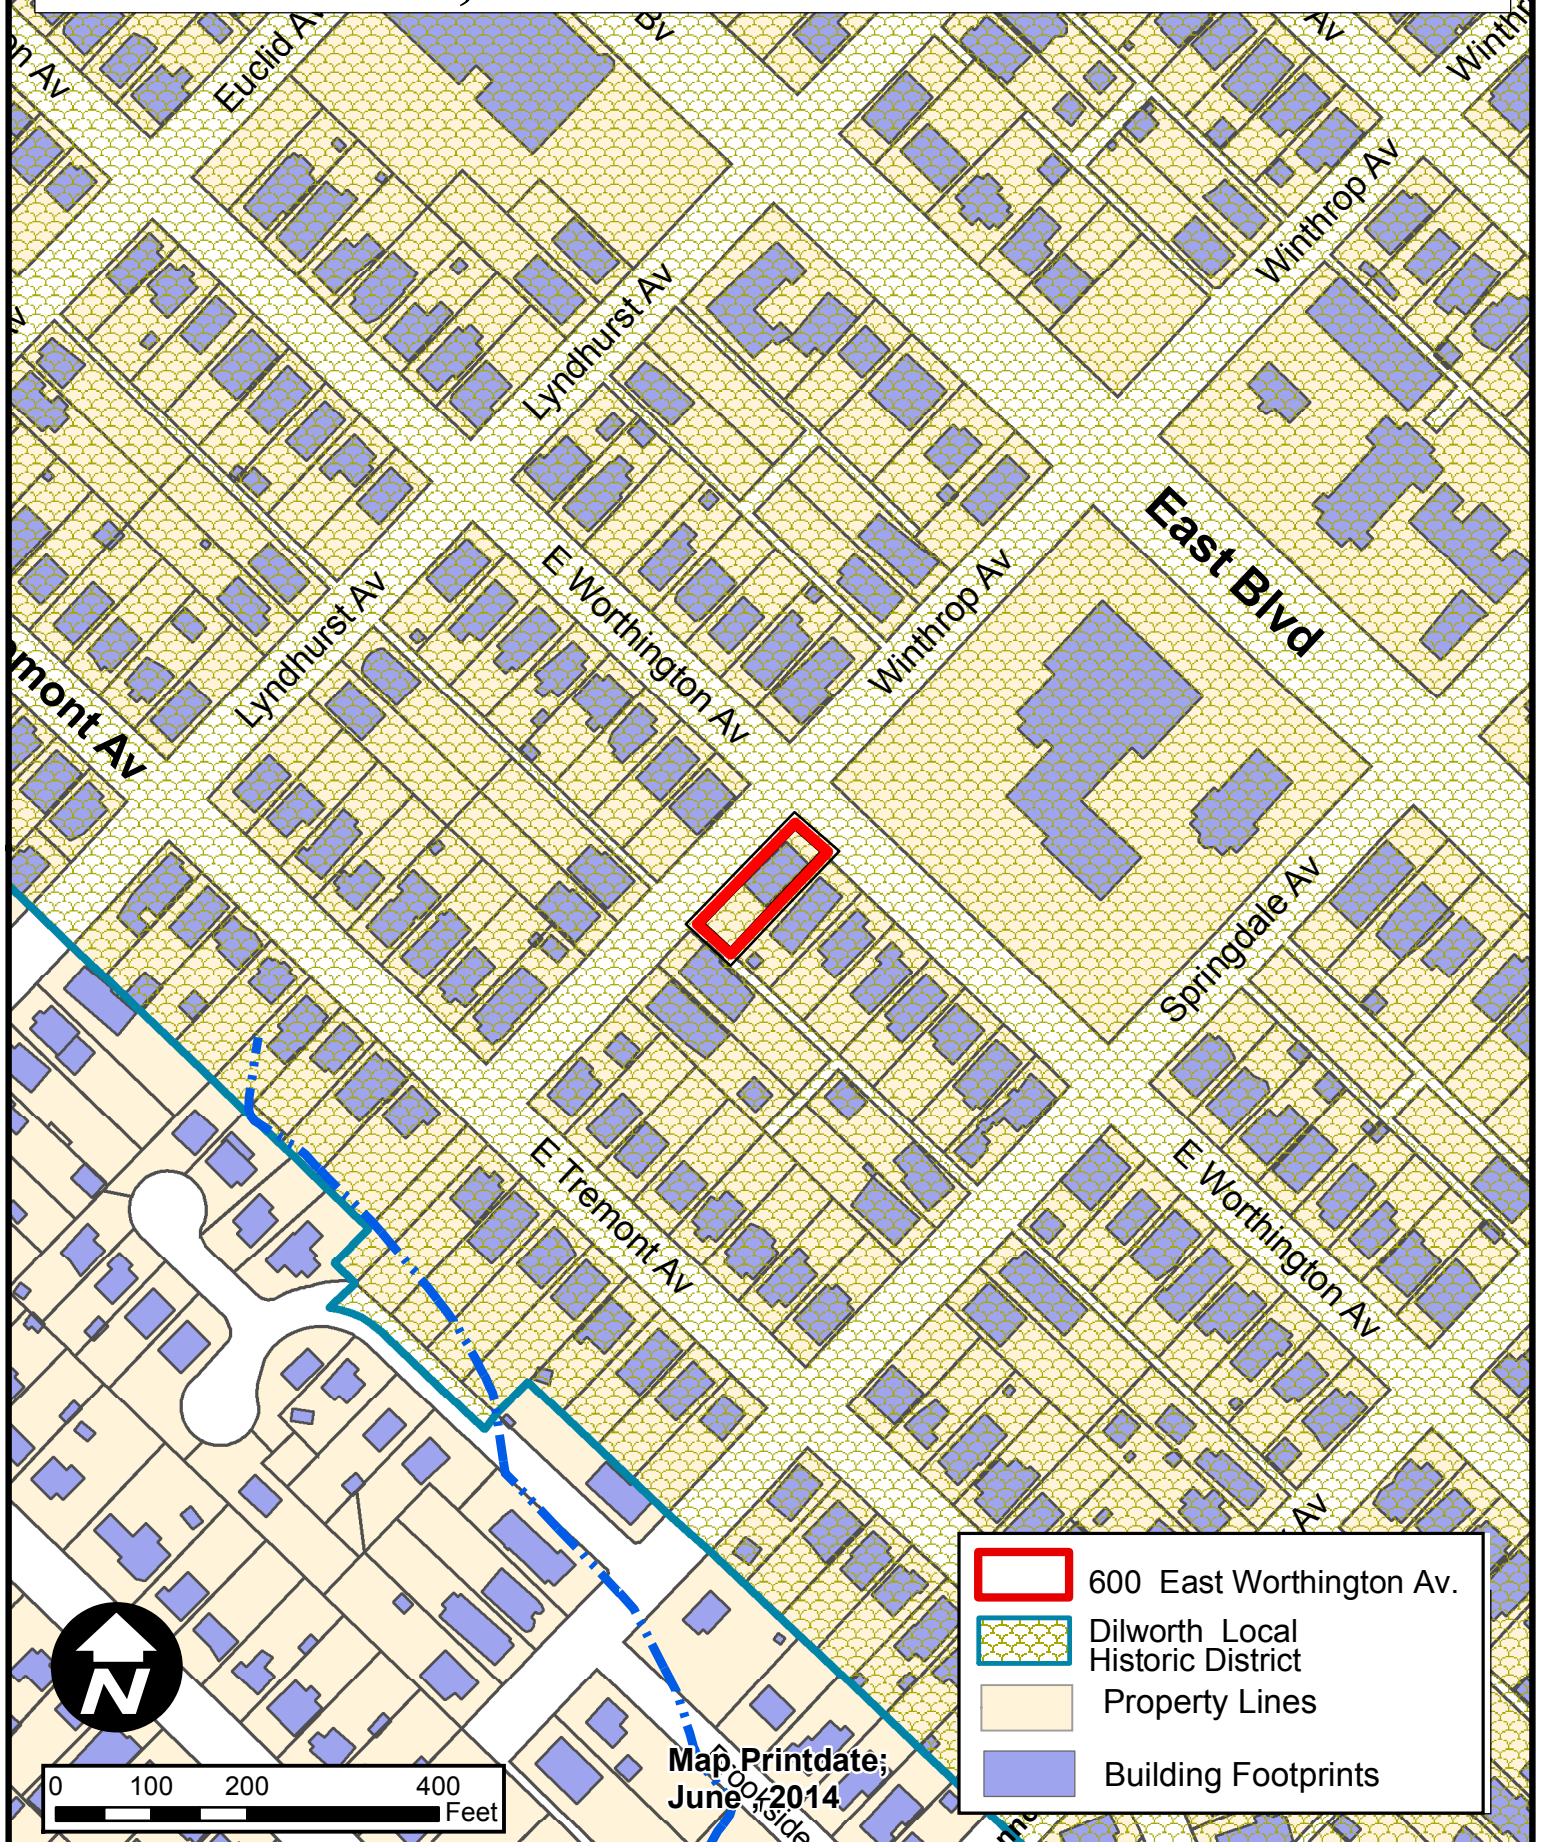 Euclid Av
Av
Lyndhurst Av
Winthrop Av
East Blvd
E Worthington Av
Winthrop Av
Lyndhurst Av
Springdale Av
E Tremont Av
E Worthington Av
Av
600 East Worthington Av.
Dilworth Local
Historic District
Property Lines
Building Footprints
N
0 100 200 400
Feet
Map Printdate;
June , 2014